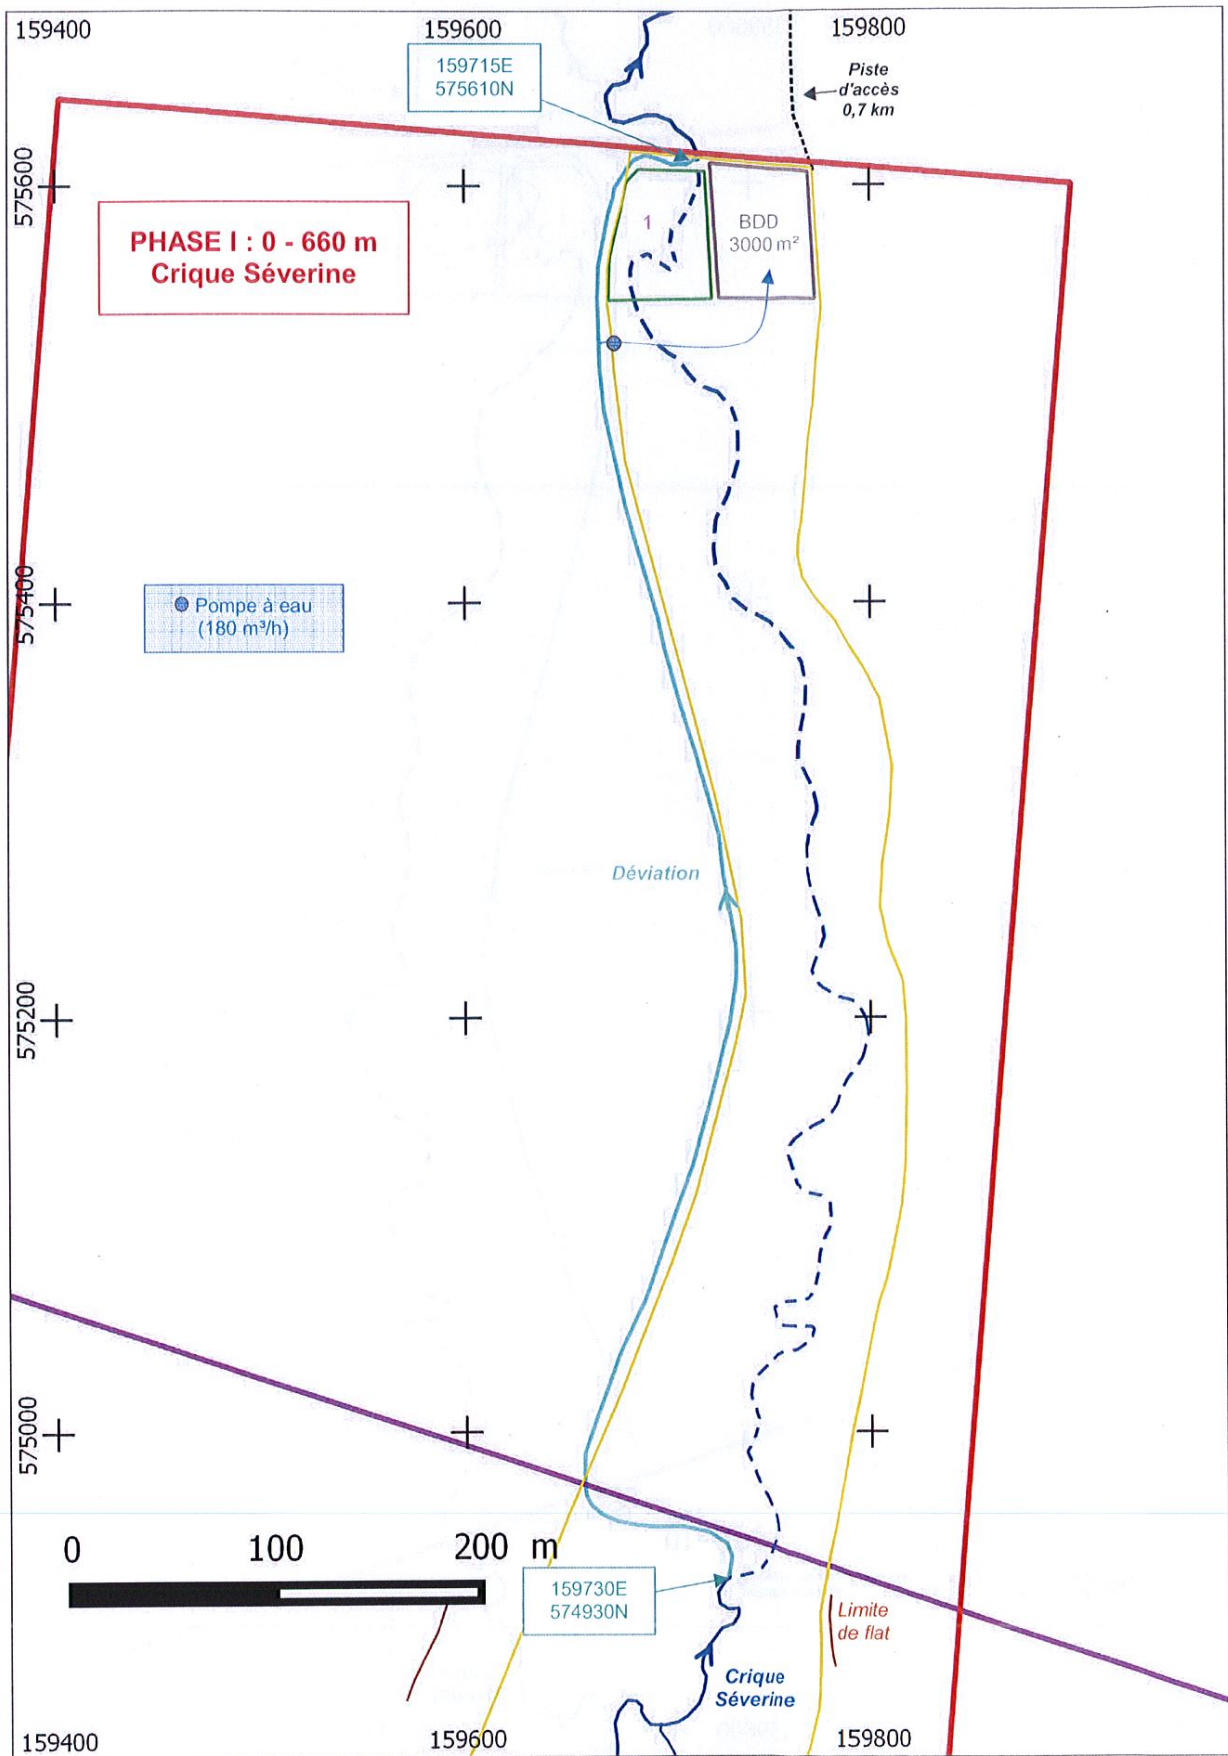 159400
159600
159800
159715E
575610N
Piste
d'accès
0,7 km
575600
PHASE I : 0 - 660 m
Crique Séverine
1
BDD
3000 m²
575400
Pompe à eau
(180 m³/h)
Déviation
575200
575000
0 100 200 m
159730E
574930N
Limite
de flat
Crique
Séverine
159400
159600
159800